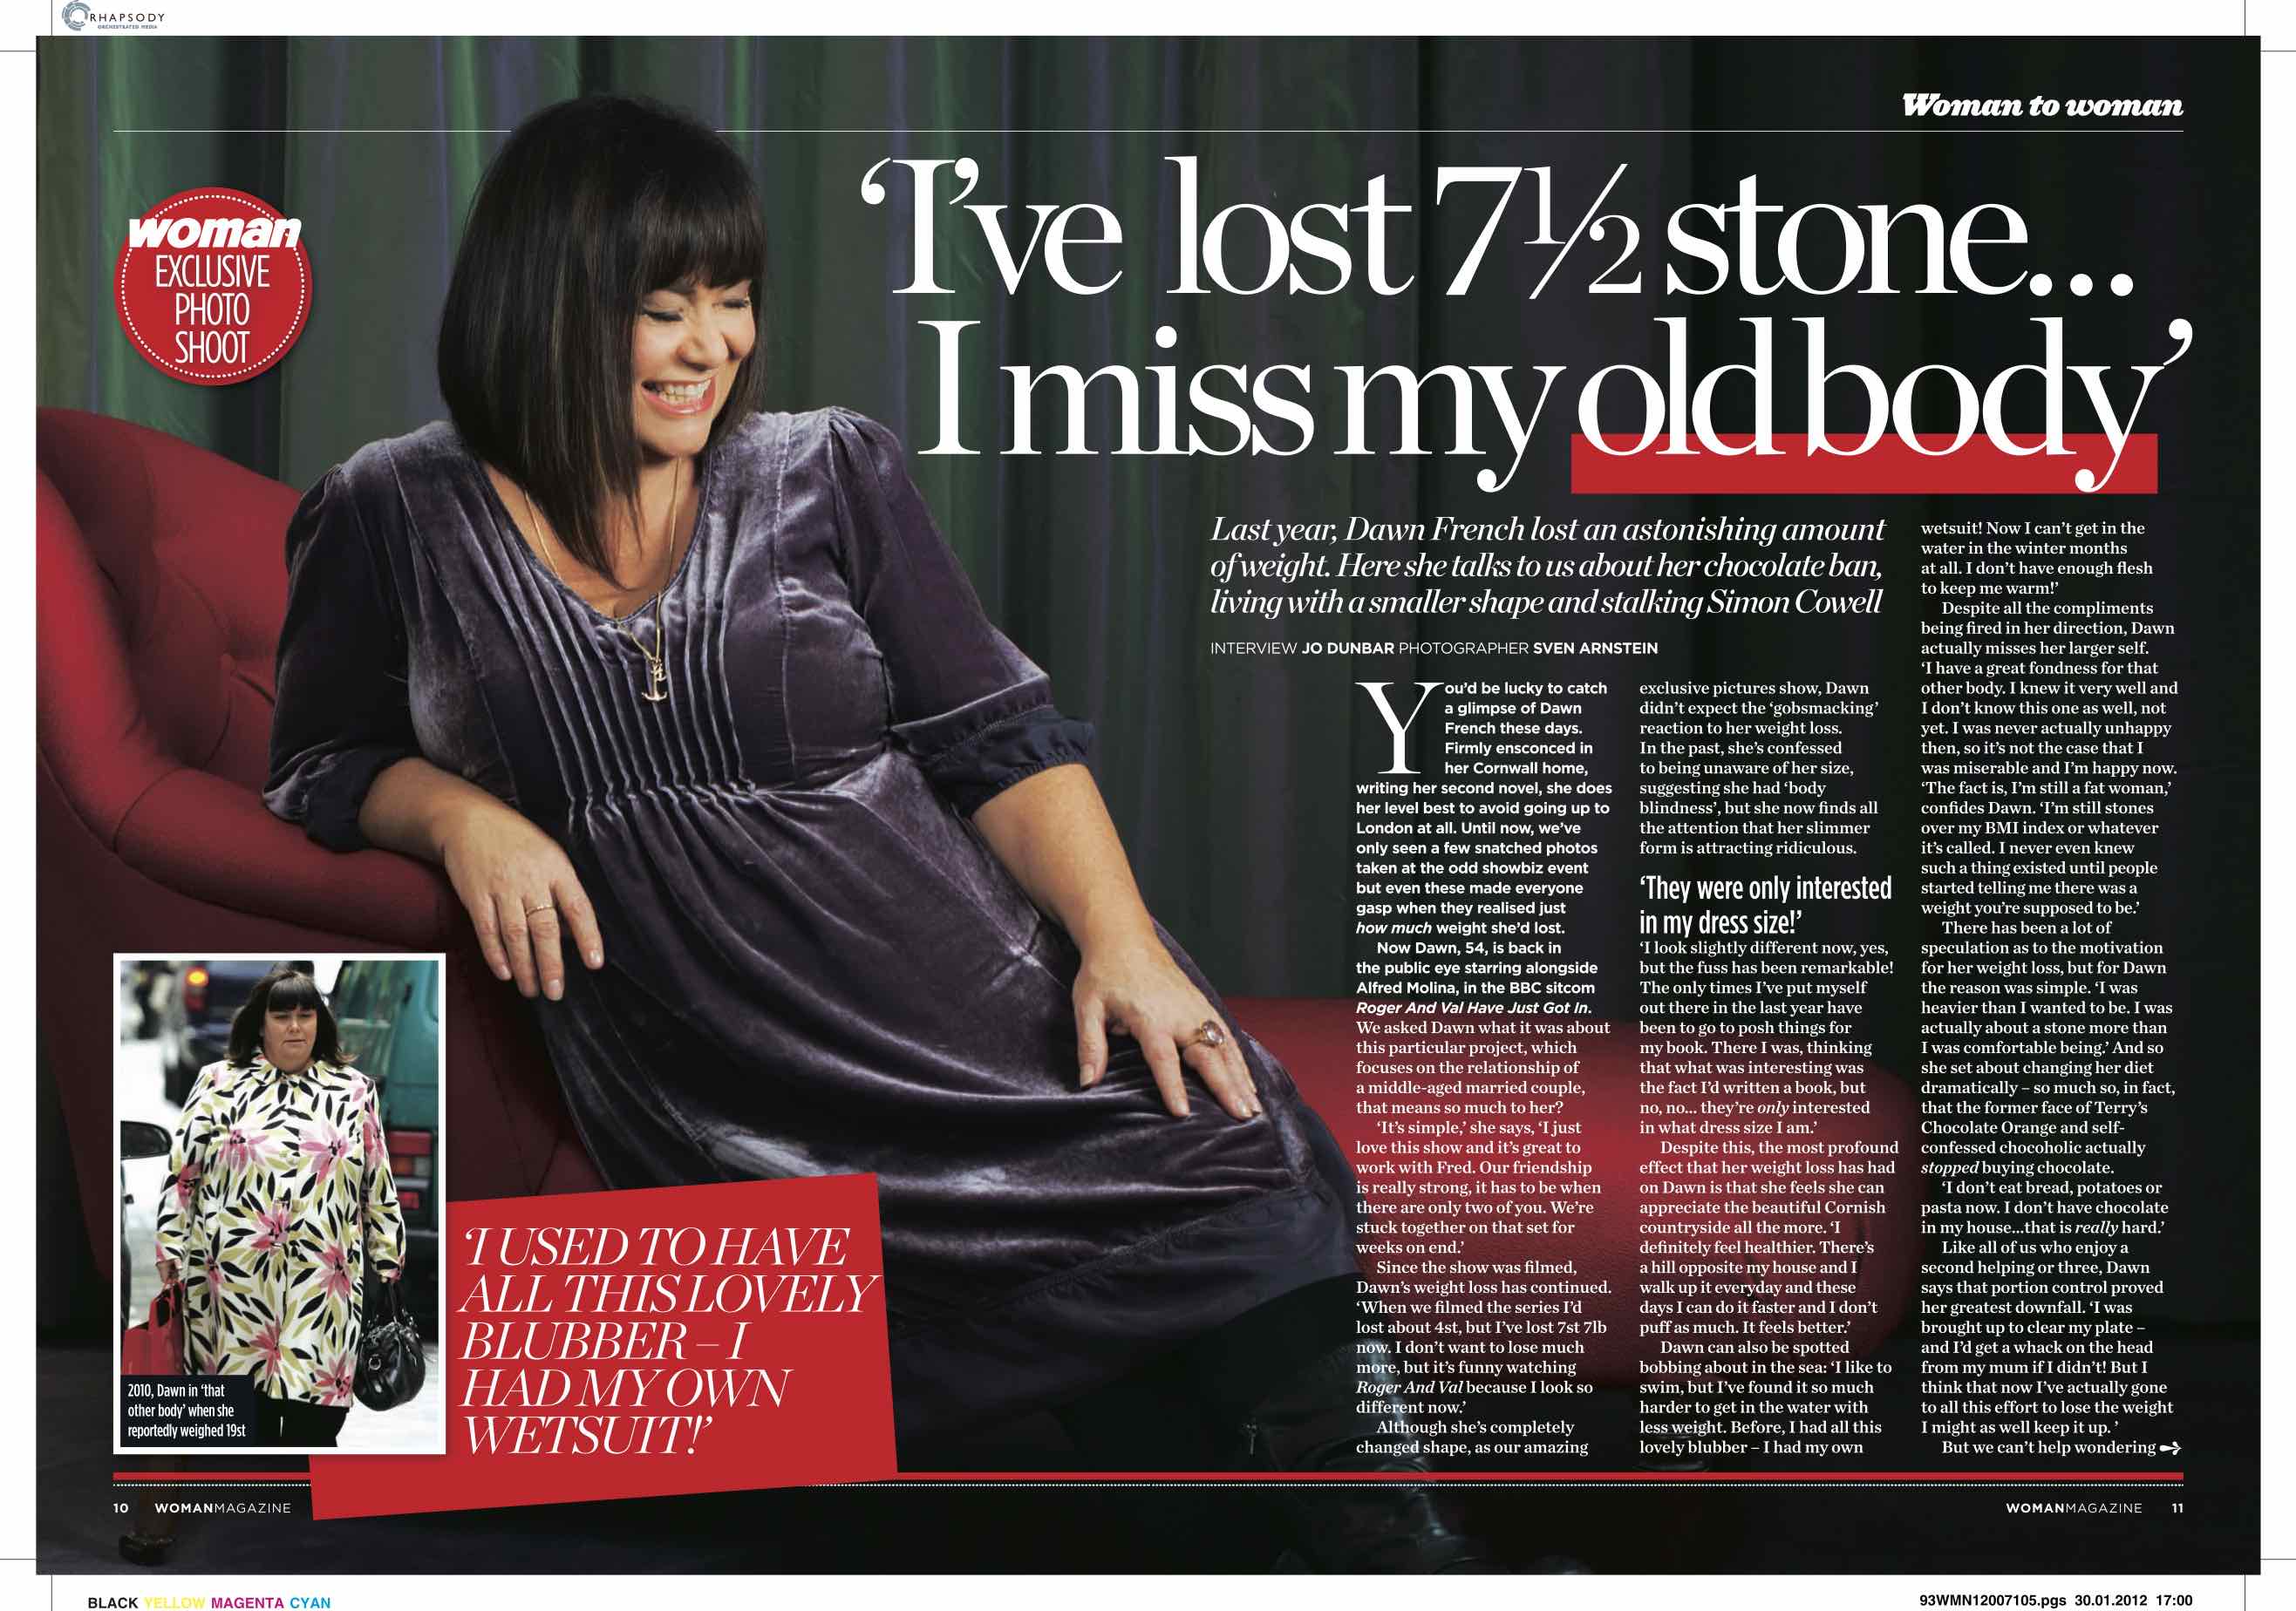 RHAPSODY
ORCHESTRATED MEDIA
Woman to woman
woman
EXCLUSIVE
PHOTO
SHOOT
‘I’ve lost 7½ stone...
I miss my old body’
Last year, Dawn French lost an astonishing amount
of weight. Here she talks to us about her chocolate ban,
living with a smaller shape and stalking Simon Cowell
INTERVIEW JO DUNBAR PHOTOGRAPHER SVEN ARNSTEIN
You’d be lucky to catch
a glimpse of Dawn
French these days.
Firmly ensconced in
her Cornwall home,
writing her second novel, she does
her level best to avoid going up to
London at all. Until now, we’ve
only seen a few snatched photos
taken at the odd showbiz event
but even these made everyone
gasp when they realised just
how much weight she’d lost.
Now Dawn, 54, is back in
the public eye starring alongside
Alfred Molina, in the BBC sitcom
Roger And Val Have Just Got In.
We asked Dawn what it was about
this particular project, which
focuses on the relationship of
a middle-aged married couple,
that means so much to her?
‘It’s simple,’ she says, ‘I just
love this show and it’s great to
work with Fred. Our friendship
is really strong, it has to be when
there are only two of you. We’re
stuck together on that set for
weeks on end.’
Since the show was filmed,
Dawn’s weight loss has continued.
‘When we filmed the series I’d
lost about 4st, but I’ve lost 7st 7lb
now. I don’t want to lose much
more, but it’s funny watching
Roger And Val because I look so
different now.’
Although she’s completely
changed shape, as our amazing
exclusive pictures show, Dawn
didn’t expect the ‘gobsmacking’
reaction to her weight loss.
In the past, she’s confessed
to being unaware of her size,
suggesting she had ‘body
blindness’, but she now finds all
the attention that her slimmer
form is attracting ridiculous.
‘They were only interested
in my dress size!’
‘I look slightly different now, yes,
but the fuss has been remarkable!
The only times I’ve put myself
out there in the last year have
been to go to posh things for
my book. There I was, thinking
that what was interesting was
the fact I’d written a book, but
no, no... they’re only interested
in what dress size I am.’
Despite this, the most profound
effect that her weight loss has had
on Dawn is that she feels she can
appreciate the beautiful Cornish
countryside all the more. ‘I
definitely feel healthier. There’s
a hill opposite my house and I
walk up it everyday and these
days I can do it faster and I don’t
puff as much. It feels better.’
Dawn can also be spotted
bobbing about in the sea: ‘I like to
swim, but I’ve found it so much
harder to get in the water with
less weight. Before, I had all this
lovely blubber – I had my own
wetsuit! Now I can’t get in the
water in the winter months
at all. I don’t have enough flesh
to keep me warm!’
Despite all the compliments
being fired in her direction, Dawn
actually misses her larger self.
‘I have a great fondness for that
other body. I knew it very well and
I don’t know this one as well, not
yet. I was never actually unhappy
then, so it’s not the case that I
was miserable and I’m happy now.
‘The fact is, I’m still a fat woman,’
confides Dawn. ‘I’m still stones
over my BMI index or whatever
it’s called. I never even knew
such a thing existed until people
started telling me there was a
weight you’re supposed to be.’
There has been a lot of
speculation as to the motivation
for her weight loss, but for Dawn
the reason was simple. ‘I was
heavier than I wanted to be. I was
actually about a stone more than
I was comfortable being.’ And so
she set about changing her diet
dramatically – so much so, in fact,
that the former face of Terry’s
Chocolate Orange and self-
confessed chocoholic actually
stopped buying chocolate.
‘I don’t eat bread, potatoes or
pasta now. I don’t have chocolate
in my house...that is really hard.’
Like all of us who enjoy a
second helping or three, Dawn
says that portion control proved
her greatest downfall. ‘I was
brought up to clear my plate –
and I’d get a whack on the head
from my mum if I didn’t! But I
think that now I’ve actually gone
to all this effort to lose the weight
I might as well keep it up. ’
But we can’t help wondering
2010, Dawn in ‘that
other body’ when she
reportedly weighed 19st
‘I USED TO HAVE
ALL THIS LOVELY
BLUBBER – I
HAD MY OWN
WETSUIT!’
10 WOMANMAGAZINE
WOMANMAGAZINE 11
BLACK YELLOW MAGENTA CYAN
93WMN12007105.pgs 30.01.2012 17:00